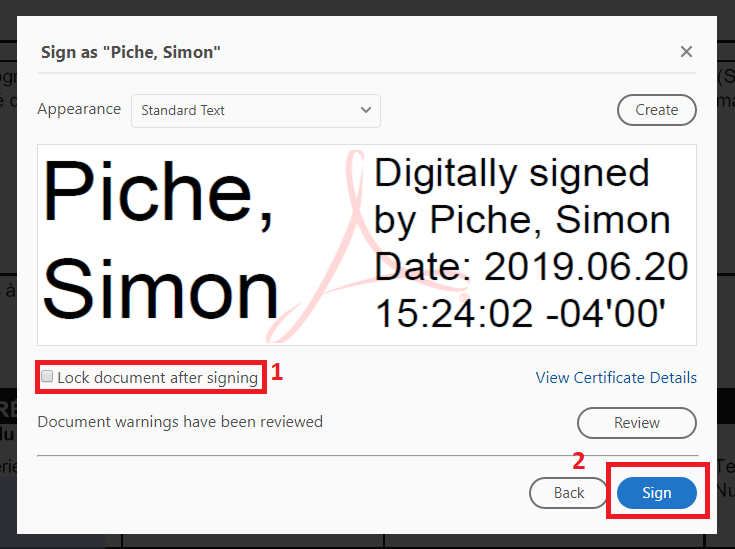 Sign as "Piche, Simon"
Appearance
Standard Text
Create
Piche,
Simon
Digitally signed
by Piche, Simon
Date: 2019.06.20
15:24:02 -04'00'
Lock document after signing
1
View Certificate Details
Document warnings have been reviewed
Review
2
Back
Sign